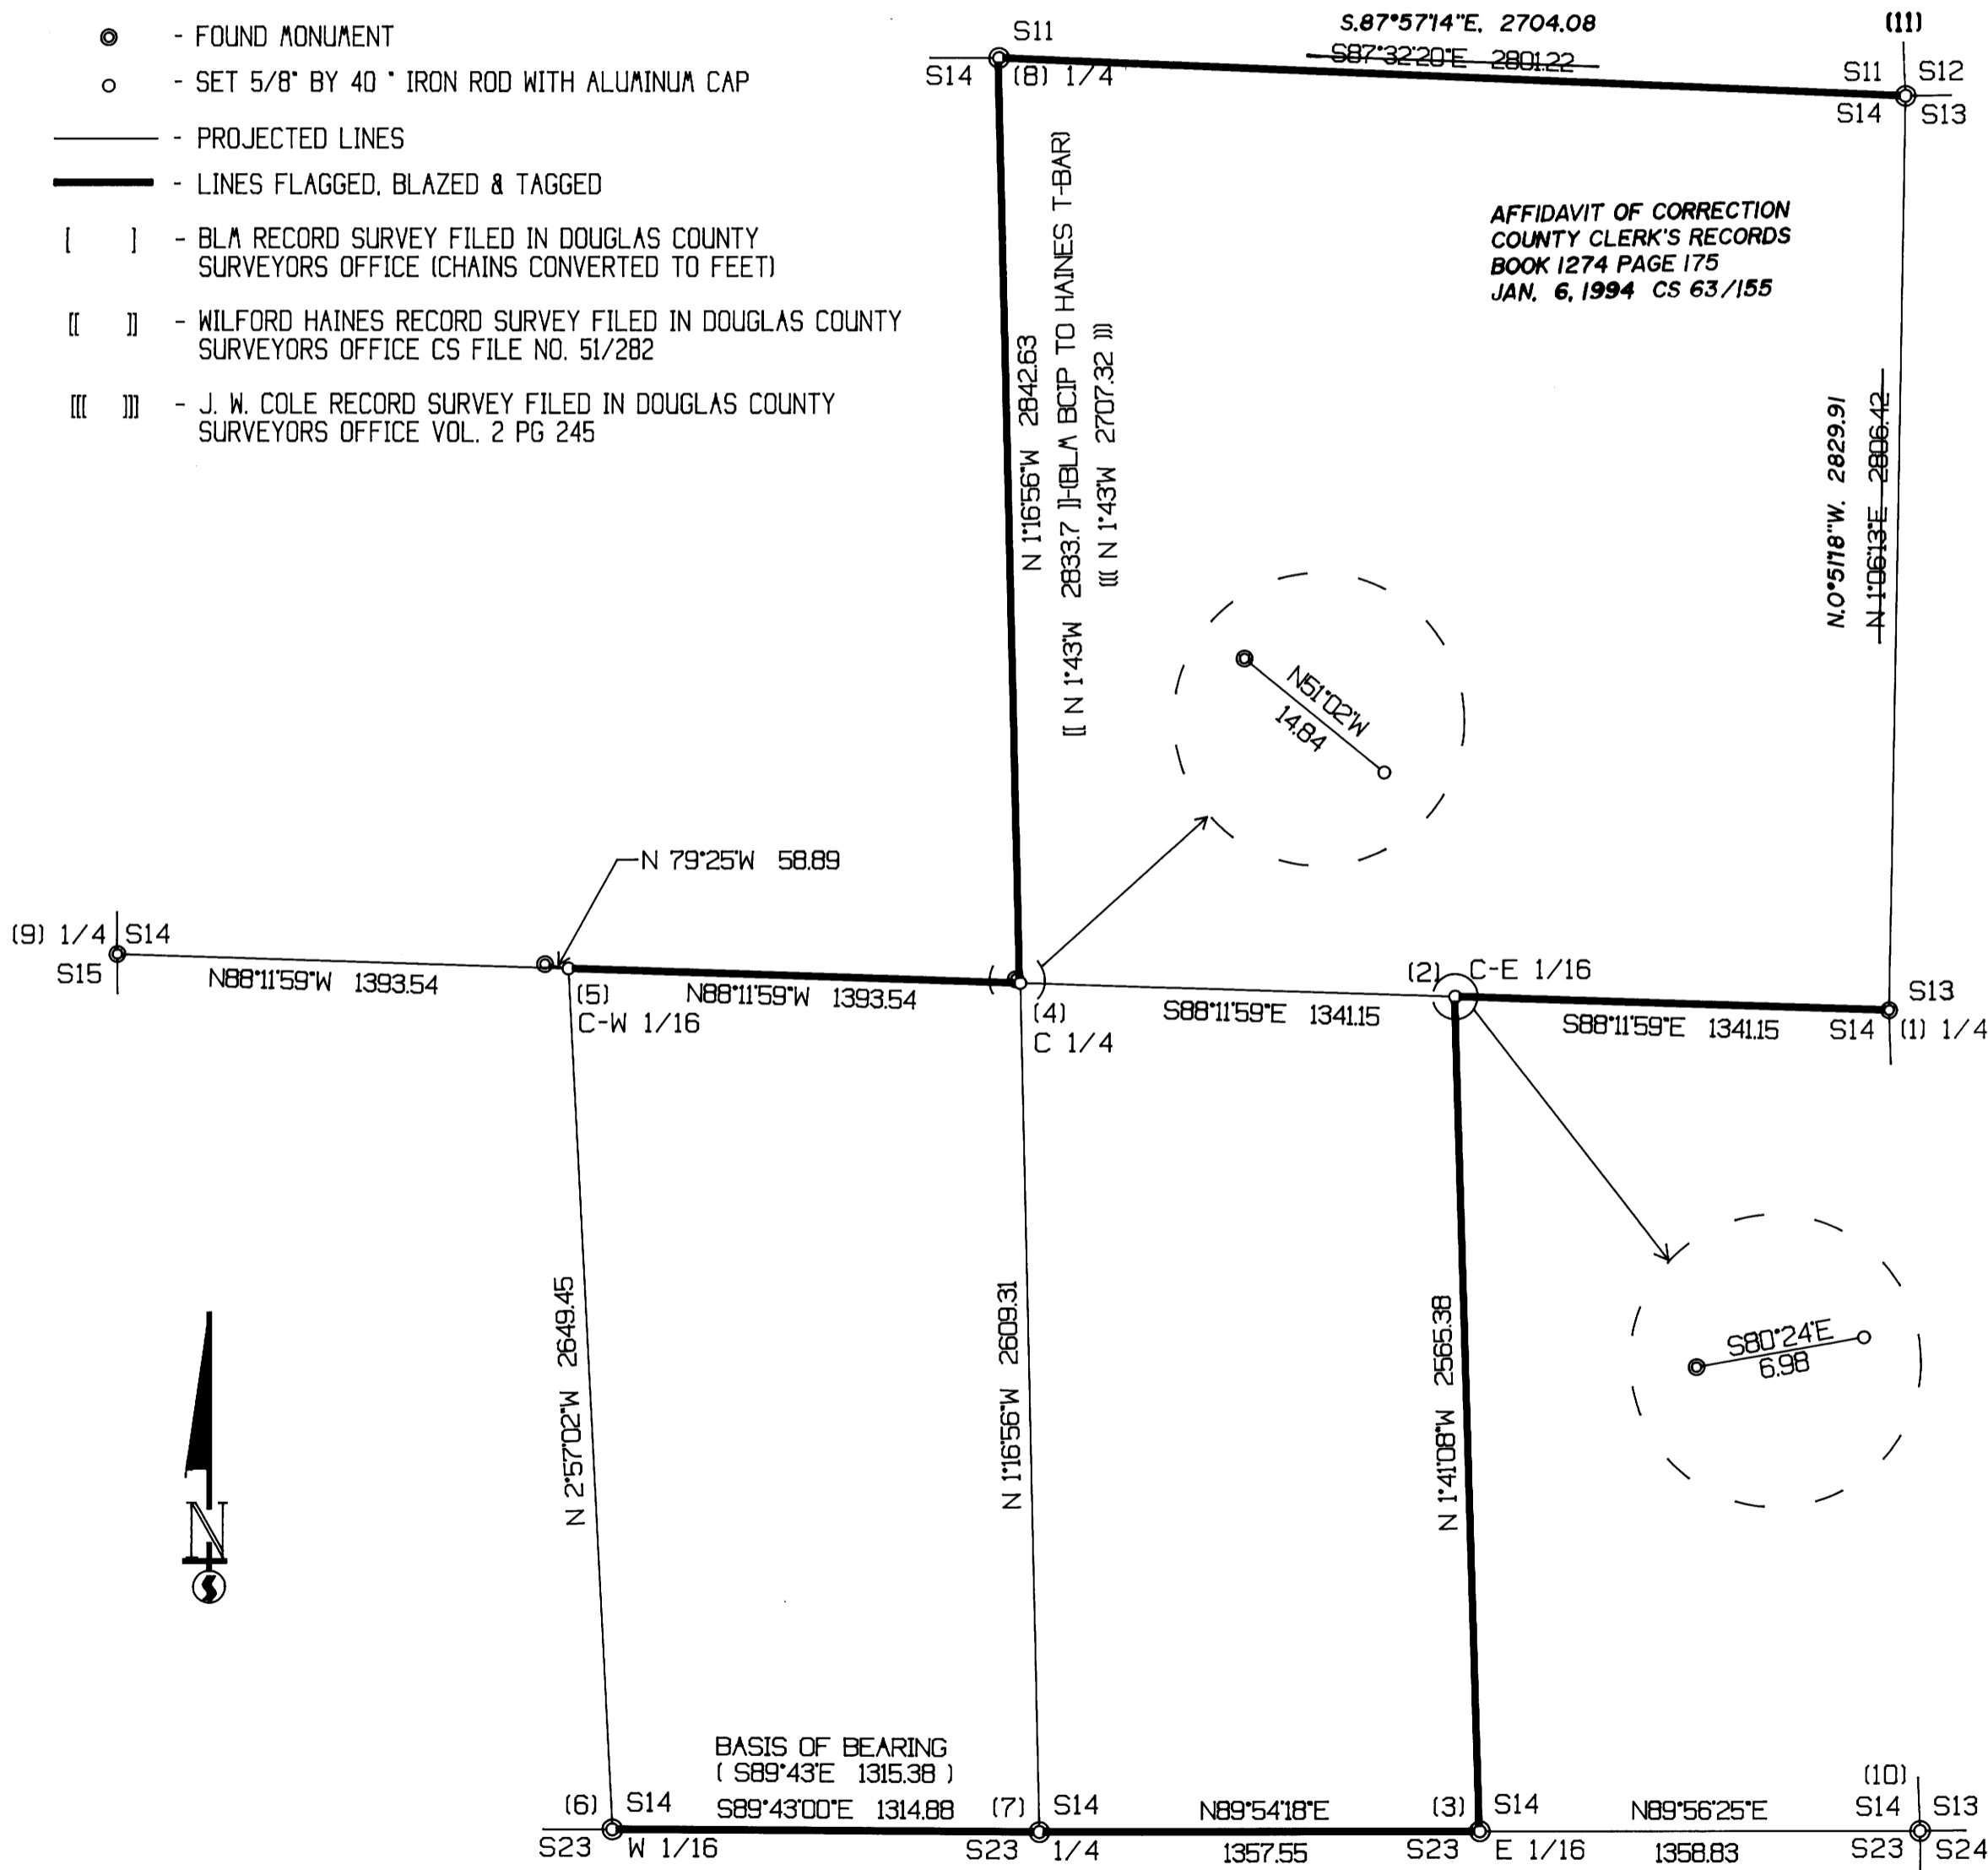 - FOUND MONUMENT
- SET 5/8" BY 40 " IRON ROD WITH ALUMINUM CAP
- PROJECTED LINES
- LINES FLAGGED, BLAZED & TAGGED
[ ] - BLM RECORD SURVEY FILED IN DOUGLAS COUNTY
SURVEYORS OFFICE (CHAINS CONVERTED TO FEET)
[[ ]] - WILFORD HAINES RECORD SURVEY FILED IN DOUGLAS COUNTY
SURVEYORS OFFICE CS FILE NO. 51/282
[[[ ]]] - J. W. COLE RECORD SURVEY FILED IN DOUGLAS COUNTY
SURVEYORS OFFICE VOL. 2 PG 245
S11
S14
(8) 1/4
S.87°57'14"E. 2704.08
S87°32'20"E 2801.22
(11)
S11
S12
S14
S13
AFFIDAVIT OF CORRECTION
COUNTY CLERK'S RECORDS
BOOK 1274 PAGE 175
JAN. 6, 1994 CS 63/155
N 1°16'56"W 2842.63
[[ N 1°43'W 2833.7 ]]-(BLM BCIP TO HAINES T-BAR)
[[[ N 1°43'W 2707.32 ]]]
N.0°51'18"W. 2829.91
N 1°06'13"E 2806.42
N51°02'W
14.84
N 79°25'W 58.89
(9) 1/4
S14
S15
N88°11'59"W 1393.54
(5)
C-W 1/16
N88°11'59"W 1393.54
(4)
C 1/4
S88°11'59"E 1341.15
(2)
C-E 1/16
S88°11'59"E 1341.15
S13
S14
(1) 1/4
N 2°57'02"W 2649.45
N 1°16'56"W 2609.31
N 1°41'08"W 2565.38
S80°24'E
6.98
N
S
BASIS OF BEARING
( S89°43'E 1315.38 )
(6)
S14
S89°43'00"E 1314.88
(7)
S14
N89°54'18"E
(3)
S14
N89°56'25"E
(10)
S14
S13
S23
W 1/16
S23
1/4
1357.55
S23
E 1/16
1358.83
S23
S24